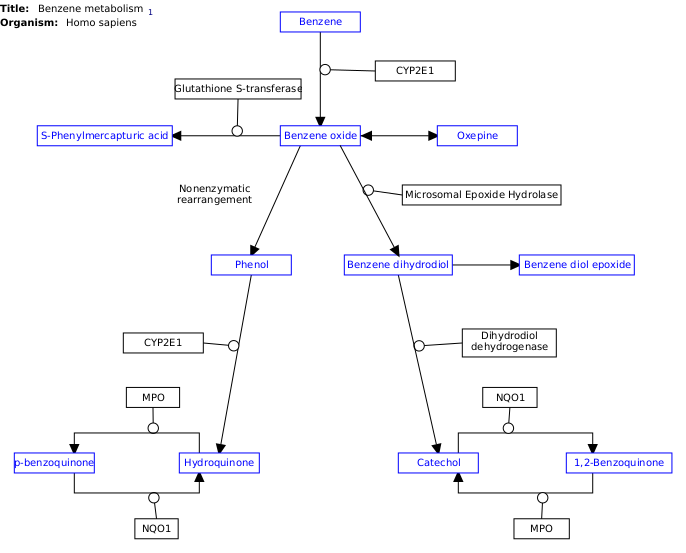 Title: Benzene metabolism 1
Organism: Homo sapiens
Benzene
CYP2E1
Glutathione S-transferase
S-Phenylmercapturic acid
Benzene oxide
Oxepine
Nonenzymatic
rearrangement
Microsomal Epoxide Hydrolase
Phenol
Benzene dihydrodiol
Benzene diol epoxide
CYP2E1
Dihydrodiol
dehydrogenase
MPO
NQO1
p-benzoquinone
Hydroquinone
Catechol
1,2-Benzoquinone
NQO1
MPO